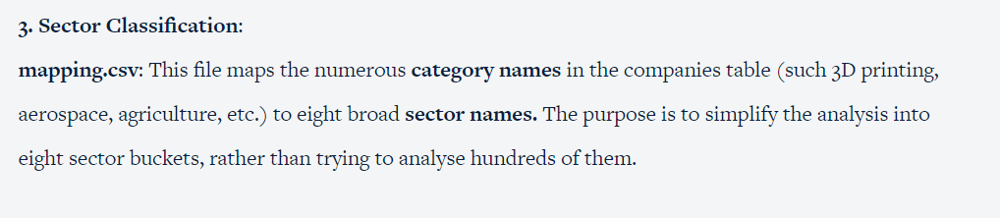 3. Sector Classification:
mapping.csv: This file maps the numerous category names in the companies table (such 3D printing,
aerospace, agriculture, etc.) to eight broad sector names. The purpose is to simplify the analysis into
eight sector buckets, rather than trying to analyse hundreds of them.